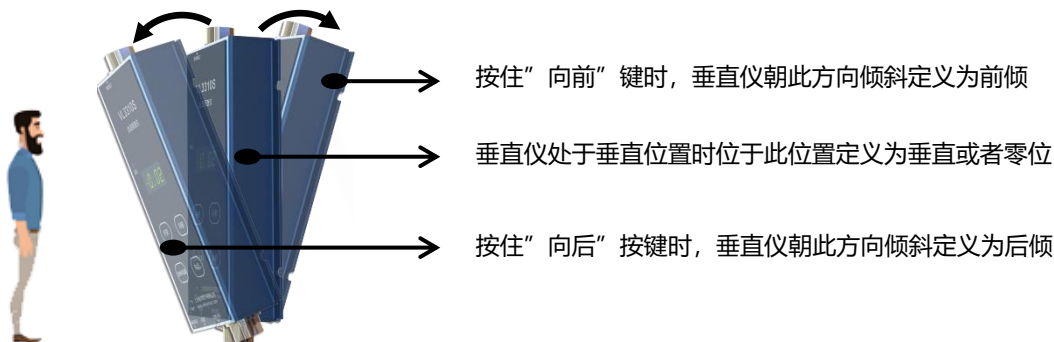 按住”向前”键时，垂直仪朝此方向倾斜定义为前倾
垂直仪处于垂直位置时位于此位置定义为垂直或者零位
按住”向后”按键时，垂直仪朝此方向倾斜定义为后倾
-0.02